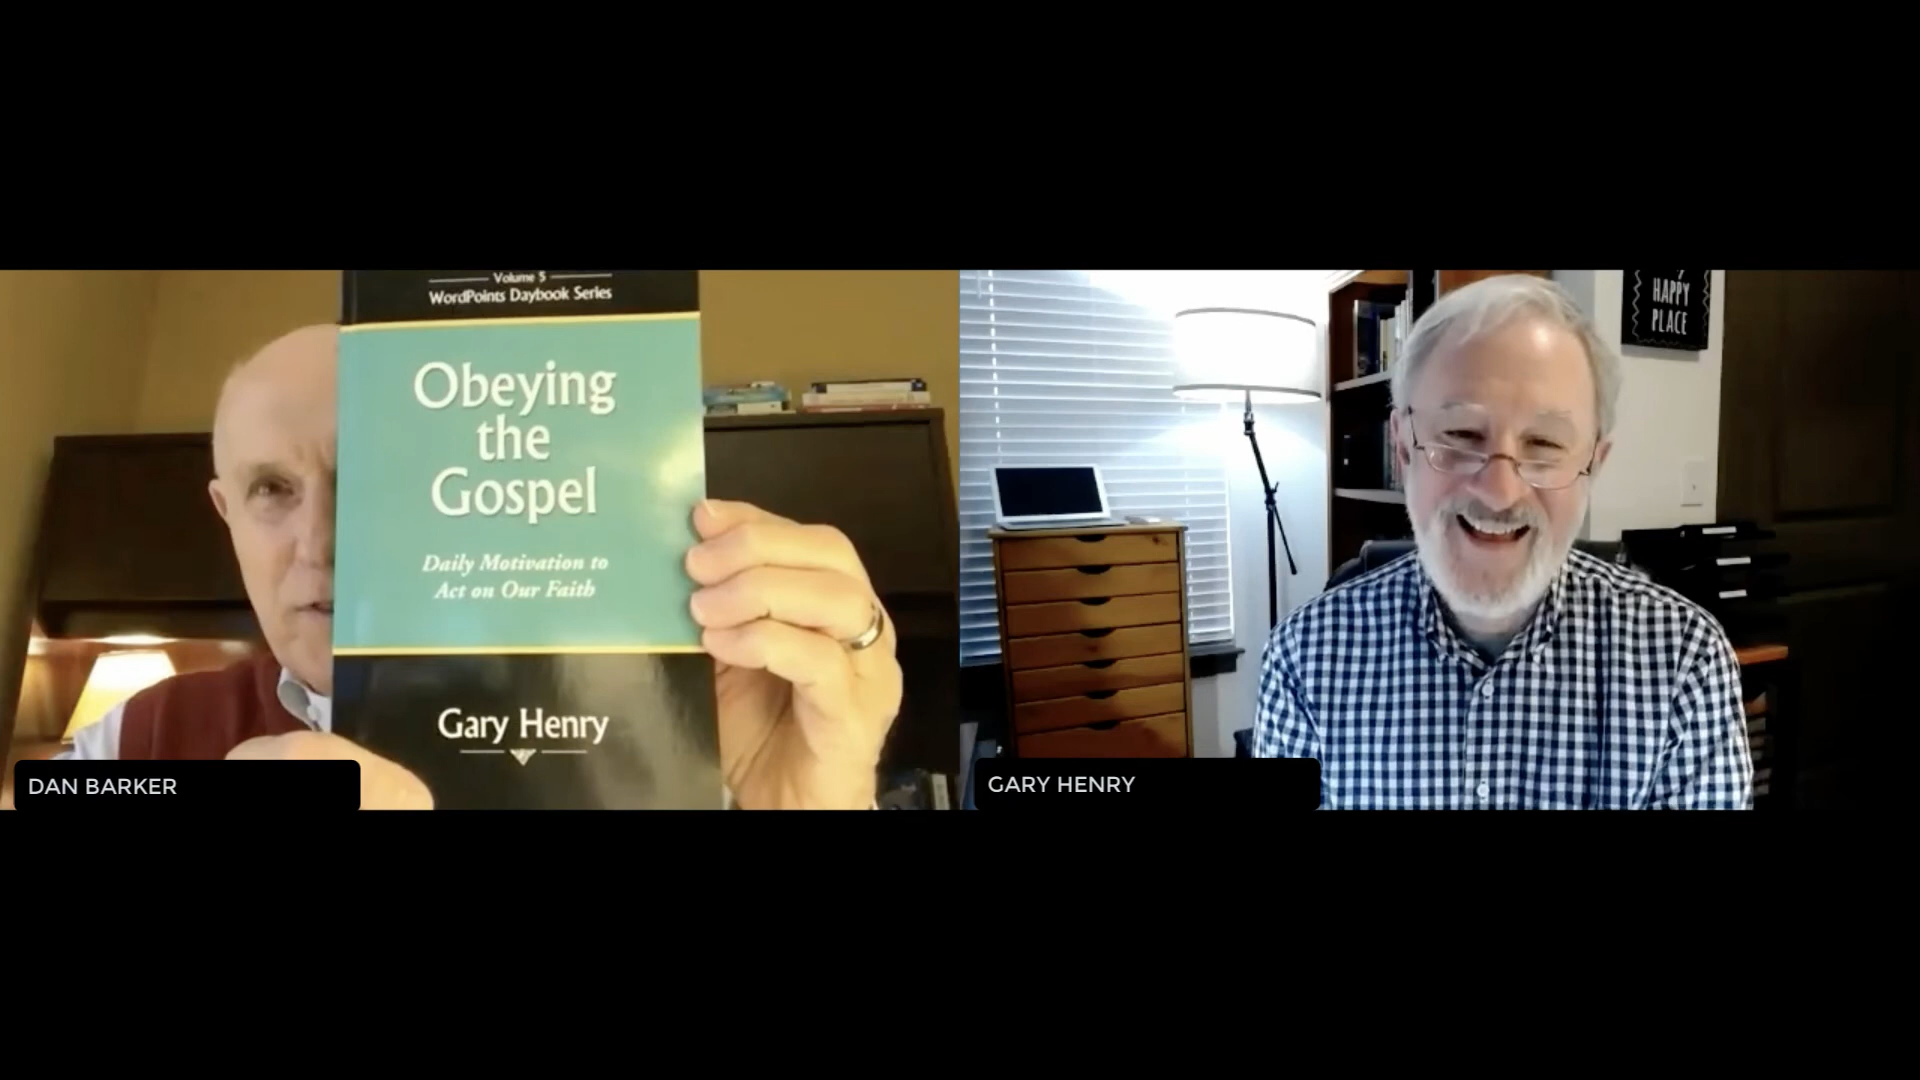 Volume 5
WordPoints Daybook Series
Obeying
the
Gospel
Daily Motivation to
Act on Our Faith
Gary Henry
DAN BARKER
HAPPY
PLACE
GARY HENRY